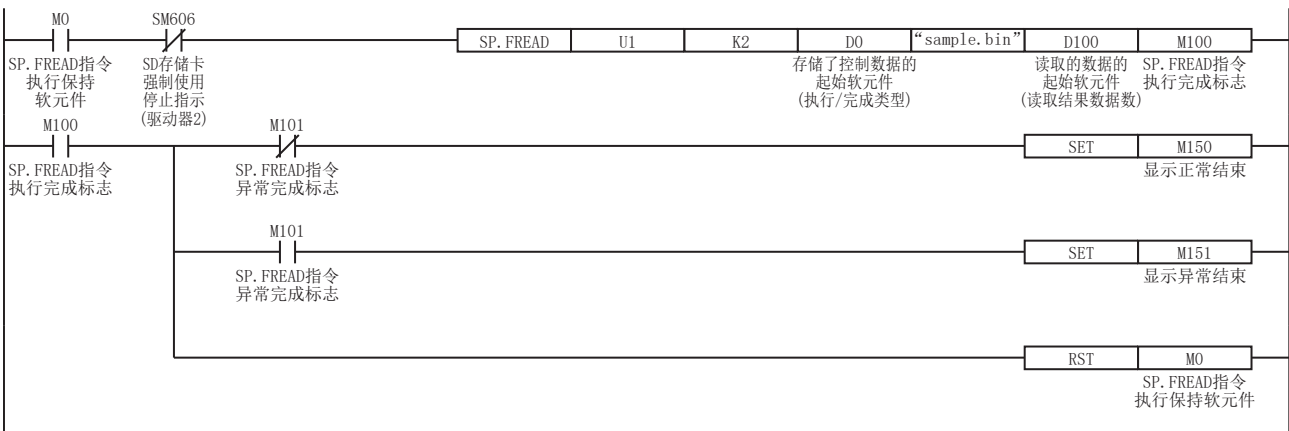 M0 SM606
SP.FREAD U1 K2 D0 “sample.bin” D100 M100
SP.FREAD指令
执行保持
软元件
SD存储卡
强制使用
停止指示
(驱动器2)
存储了控制数据的
起始软元件
(执行/完成类型)
读取的数据的
起始软元件
(读取结果数据数)
SP.FREAD指令
执行完成标志
M100 M101
SET M150
SP.FREAD指令
执行完成标志
SP.FREAD指令
异常完成标志
显示正常结束
M101
SET M151
SP.FREAD指令
异常完成标志
显示异常结束
RST M0
SP.FREAD指令
执行保持软元件